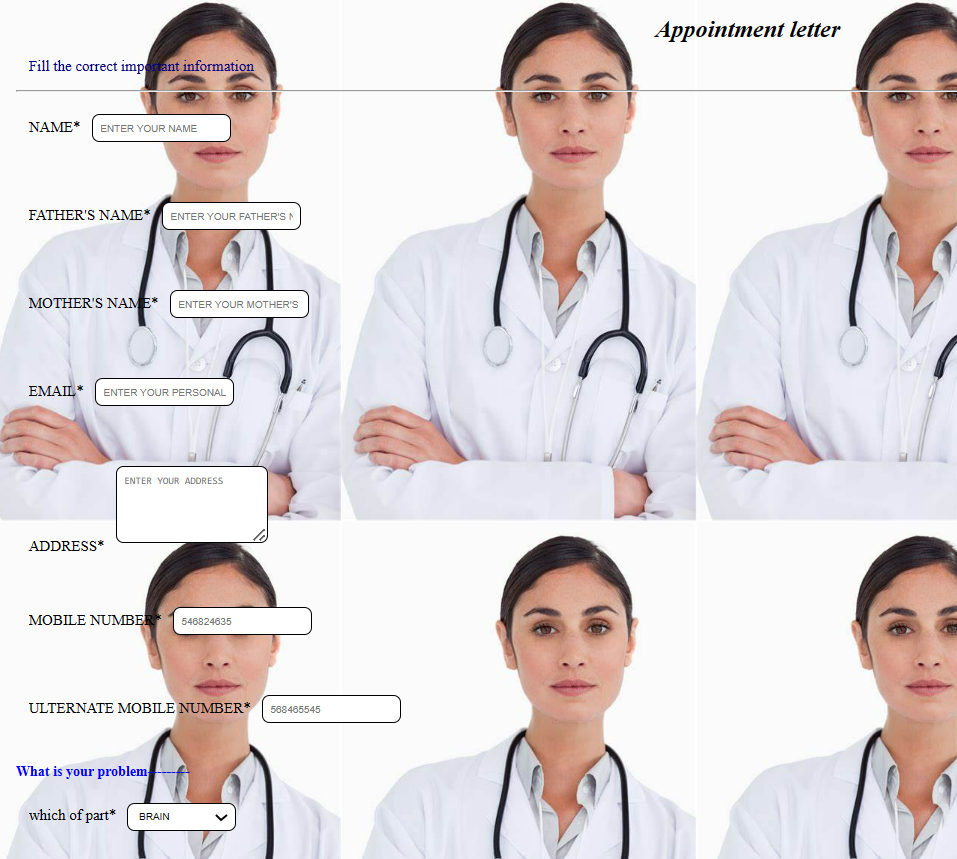 Appointment letter
Fill the correct important information
NAME* ENTER YOUR NAME
FATHER'S NAME* ENTER YOUR FATHER'S
MOTHER'S NAME* ENTER YOUR MOTHER'S
EMAIL* ENTER YOUR PERSONAL
ENTER YOUR ADDRESS
ADDRESS*
MOBILE NUMBER* 546824635
ULTERNATE MOBILE NUMBER* 568465545
What is your problem---------
which of part* BRAIN